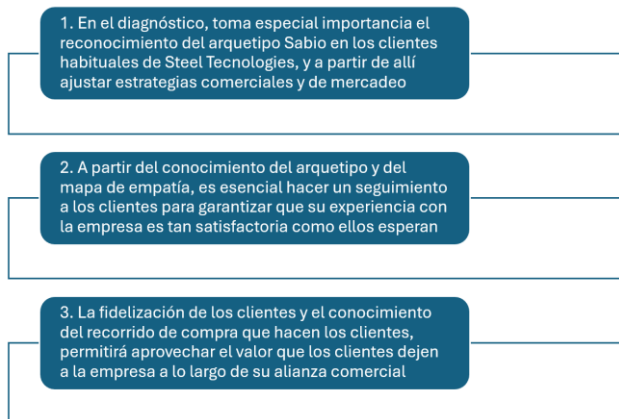 1. En el diagnóstico, toma especial importancia el
reconocimiento del arquetipo Sabio en los clientes
habituales de Steel Tecnologies, y a partir de allí
ajustar estrategias comerciales y de mercadeo
2. A partir del conocimiento del arquetipo y del
mapa de empatía, es esencial hacer un seguimiento
a los clientes para garantizar que su experiencia con
la empresa es tan satisfactoria como ellos esperan
3. La fidelización de los clientes y el conocimiento
del recorrido de compra que hacen los clientes,
permitirá aprovechar el valor que los clientes dejen
a la empresa a lo largo de su alianza comercial